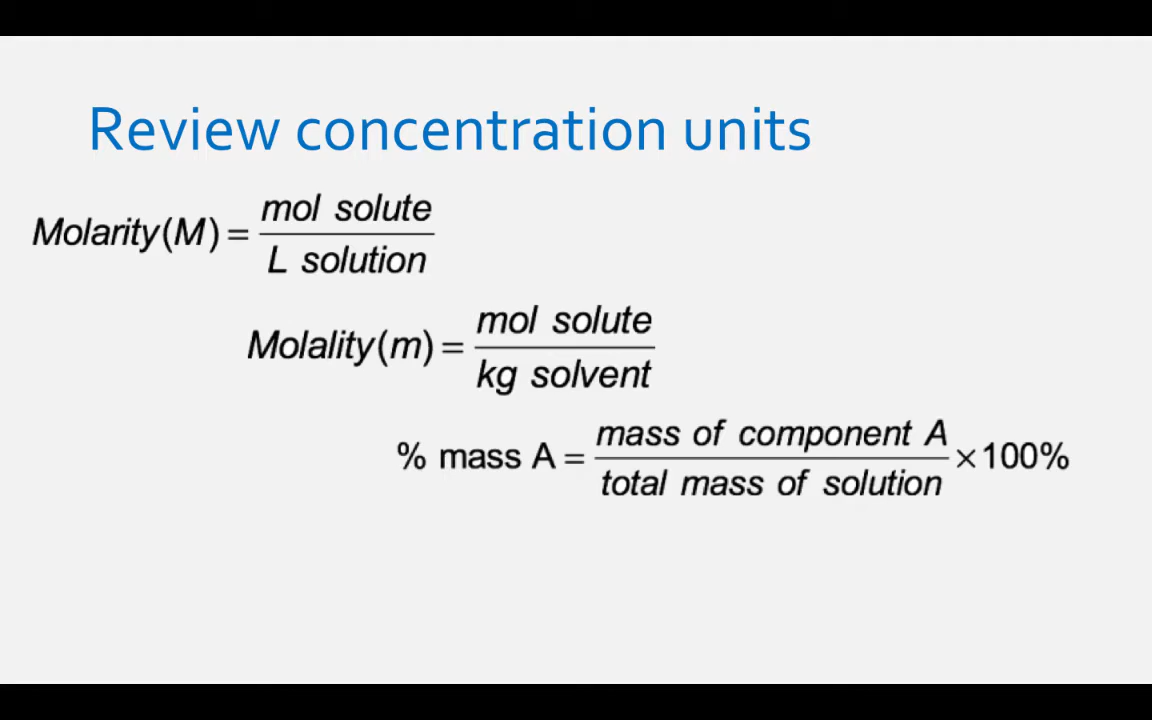 Review concentration units
Molarity(M) = mol solute / L solution
Molality(m) = mol solute / kg solvent
% mass A = mass of component A / total mass of solution ×100%